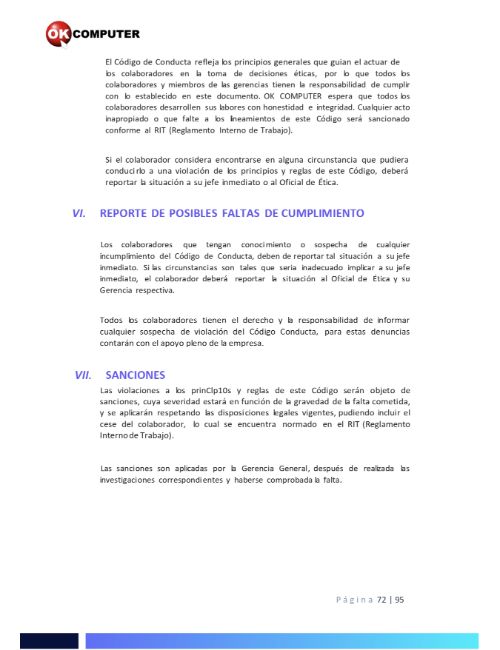 OK COMPUTER
El Código de Conducta refleja los principios generales que guían el actuar de
los colaboradores en la toma de decisiones éticas, por lo que todos los
colaboradores y miembros de las gerencias tienen la responsabilidad de cumplir
con lo establecido en este documento. OK COMPUTER espera que todos los
colaboradores desarrollen sus labores con honestidad e integridad. Cualquier acto
inapropiado o que falte a los lineamientos de este Código será sancionado
conforme al RIT (Reglamento Interno de Trabajo).
Si el colaborador considera encontrarse en alguna circunstancia que pudiera
conducirlo a una violación de los principios y reglas de este Código, deberá
reportar la situación a su jefe inmediato o al Oficial de Ética.
VI. REPORTE DE POSIBLES FALTAS DE CUMPLIMIENTO
Los colaboradores que tengan conocimiento o sospecha de cualquier
incumplimiento del Código de Conducta, deben de reportar tal situación a su jefe
inmediato. Si las circunstancias son tales que seria inadecuado implicar a su jefe
inmediato, el colaborador deberá reportar la situación al Oficial de Ética y su
Gerencia respectiva.
Todos los colaboradores tienen el derecho y la responsabilidad de informar
cualquier sospecha de violación del Código Conducta, para estas denuncias
contarán con el apoyo pleno de la empresa.
VII. SANCIONES
Las violaciones a los prinClp10s y reglas de este Código serán objeto de
sanciones, cuya severidad estará en función de la gravedad de la falta cometida,
y se aplicarán respetando las disposiciones legales vigentes, pudiendo incluir el
cese del colaborador, lo cual se encuentra normado en el RIT (Reglamento
Interno de Trabajo).
Las sanciones son aplicadas por la Gerencia General, después de realizada las
investigaciones correspondientes y haberse comprobada la falta.
Página 72 | 95